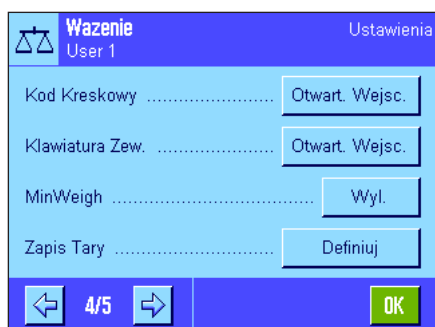 Wazenie
User 1
Ustawienia
Kod Kreskowy ........................ Otwart. Wejsc.
Klawiatura Zew. ...................... Otwart. Wejsc.
MinWeigh ..................................... Wyl.
Zapis Tary ............................. Definiuj
4/5
OK